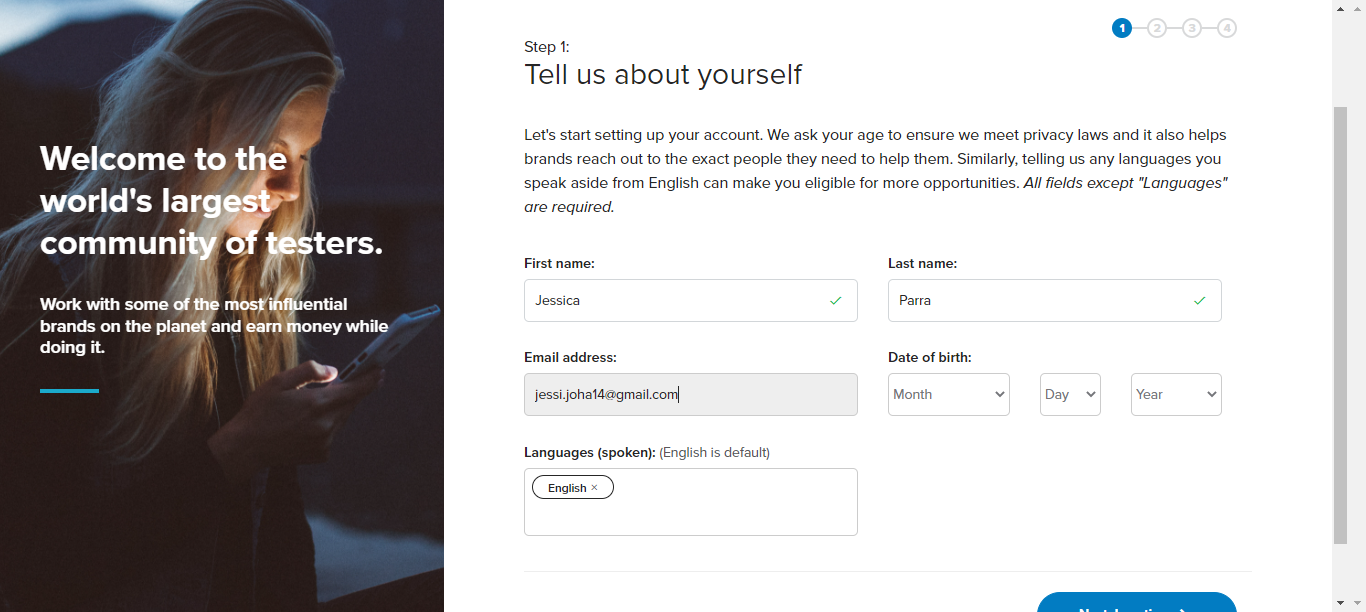 Welcome to the
world's largest
community of testers.
Work with some of the most influential
brands on the planet and earn money while
doing it.
1 2 3 4
Step 1:
Tell us about yourself
Let's start setting up your account. We ask your age to ensure we meet privacy laws and it also helps
brands reach out to the exact people they need to help them. Similarly, telling us any languages you
speak aside from English can make you eligible for more opportunities. All fields except "Languages"
are required.
First name: Last name:
Jessica Parra
Email address: Date of birth:
jessi.joha14@gmail.com Month Day Year
Languages (spoken): (English is default)
English ×